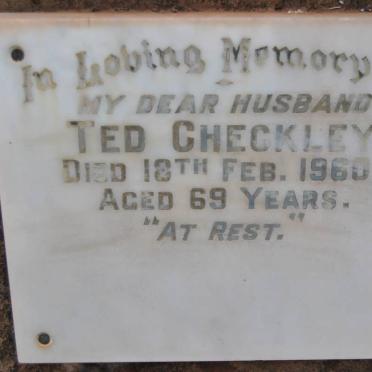 In Loving Memory
MY DEAR HUSBAND
TED CHECKLEY
DIED 18TH FEB. 1960
AGED 69 YEARS.
"AT REST."